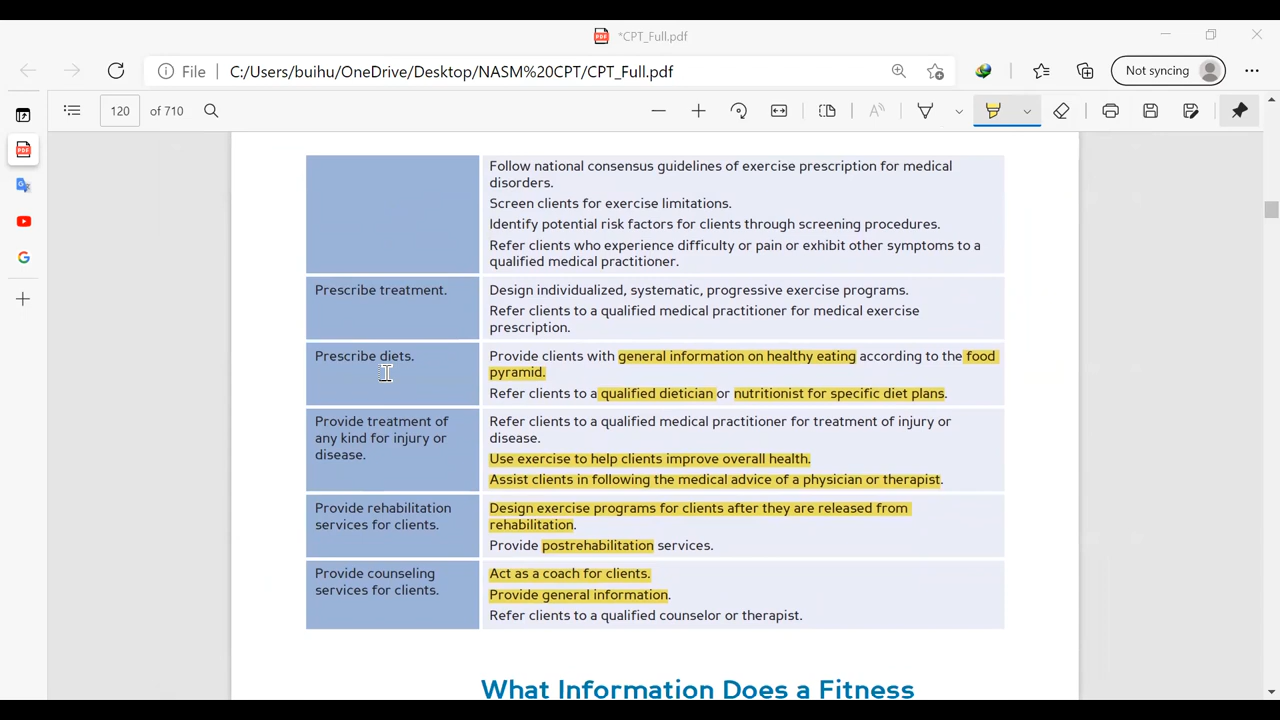 *CPT_Full.pdf
File
C:/Users/buihu/OneDrive/Desktop/NASM%20CPT/CPT_Full.pdf
Not syncing
120
of 710
Follow national consensus guidelines of exercise prescription for medical
disorders.
Screen clients for exercise limitations.
Identify potential risk factors for clients through screening procedures.
Refer clients who experience difficulty or pain or exhibit other symptoms to a
qualified medical practitioner.
Prescribe treatment.
Design individualized, systematic, progressive exercise programs.
Refer clients to a qualified medical practitioner for medical exercise
prescription.
Prescribe diets.
Provide clients with general information on healthy eating according to the food
pyramid.
Refer clients to a qualified dietician or nutritionist for specific diet plans.
Provide treatment of
any kind for injury or
disease.
Refer clients to a qualified medical practitioner for treatment of injury or
disease.
Use exercise to help clients improve overall health.
Assist clients in following the medical advice of a physician or therapist.
Provide rehabilitation
services for clients.
Design exercise programs for clients after they are released from
rehabilitation.
Provide postrehabilitation services.
Provide counseling
services for clients.
Act as a coach for clients.
Provide general information.
Refer clients to a qualified counselor or therapist.
What Information Does a Fitness